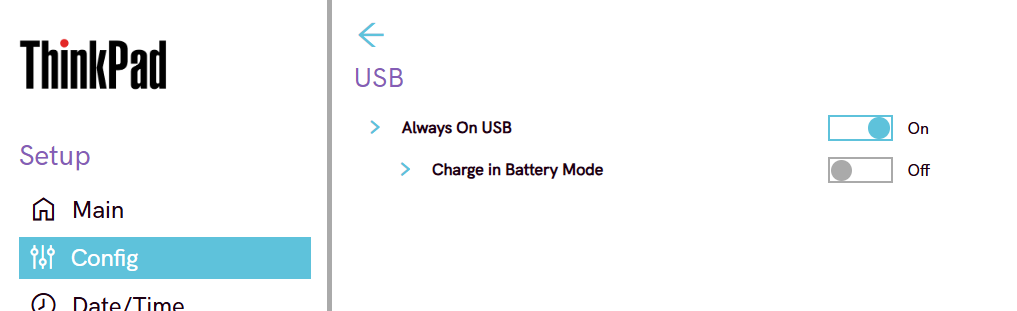 ThinkPad
Setup
Main
Config
Date/Time
USB
Always On USB On
Charge in Battery Mode Off